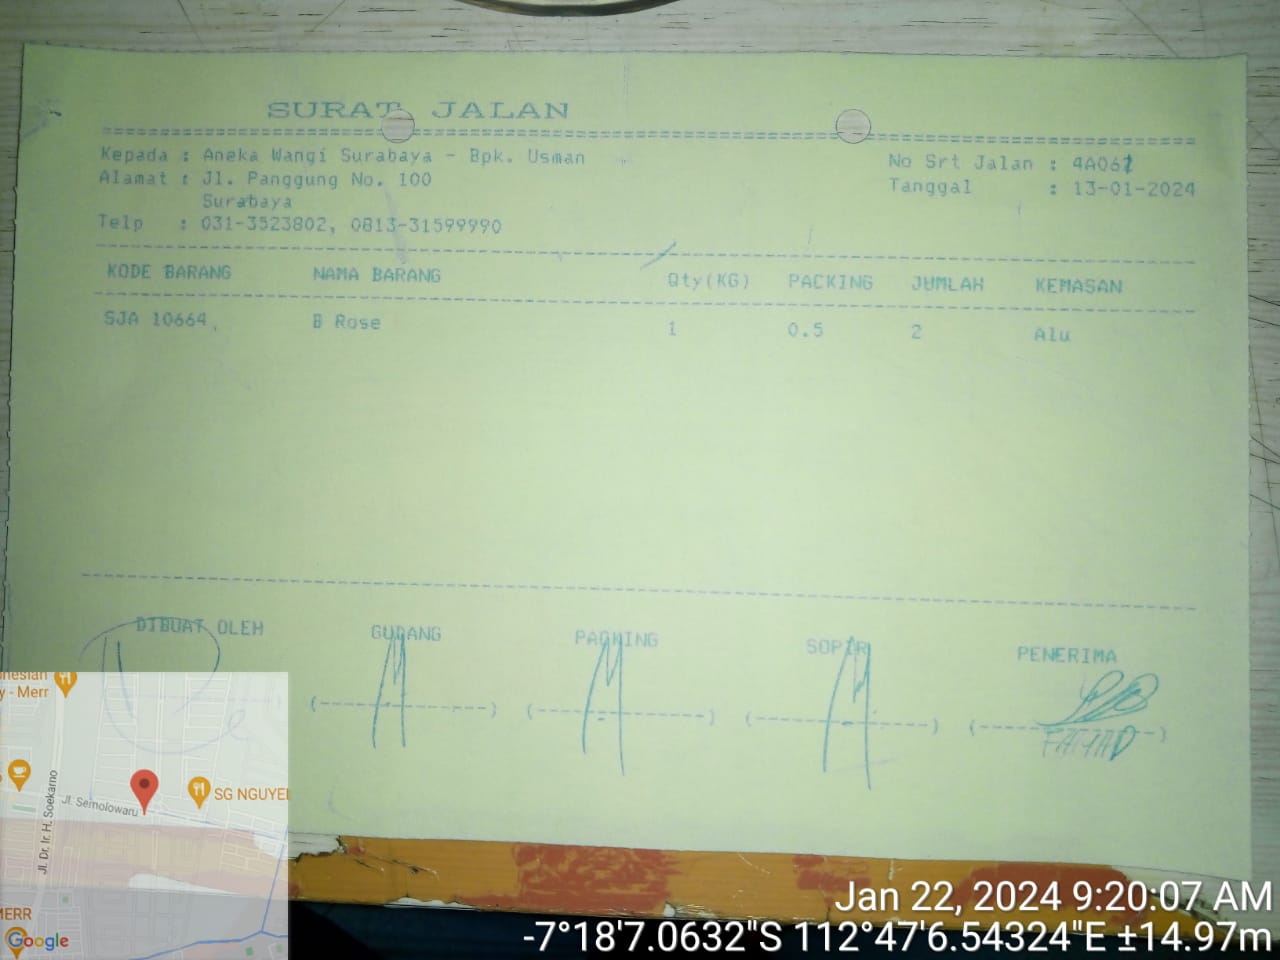 SURAT JALAN
Kepada : Aneka Wangi Surabaya - Bpk. Usman
Alamat : Jl. Panggung No. 100
Surabaya
Telp : 031-3523802, 0813-31599990
No Srt Jalan : 4A061
Tanggal : 13-01-2024
KODE BARANG NAMA BARANG Qty(KG) PACKING JUMLAH KEMASAN
SJA 10664 B Rose 1 0.5 2 Alu
DIBUAT OLEH GUDANG PACKING SOPIR PENERIMA
nesian
y - Merr
Jl. Dr. Ir. H. Soekarno
Jl. Semolowaru
SG NGUYEL
MERR
Google
Jan 22, 2024 9:20:07 AM
-7°18'7.0632"S 112°47'6.54324"E ±14.97m